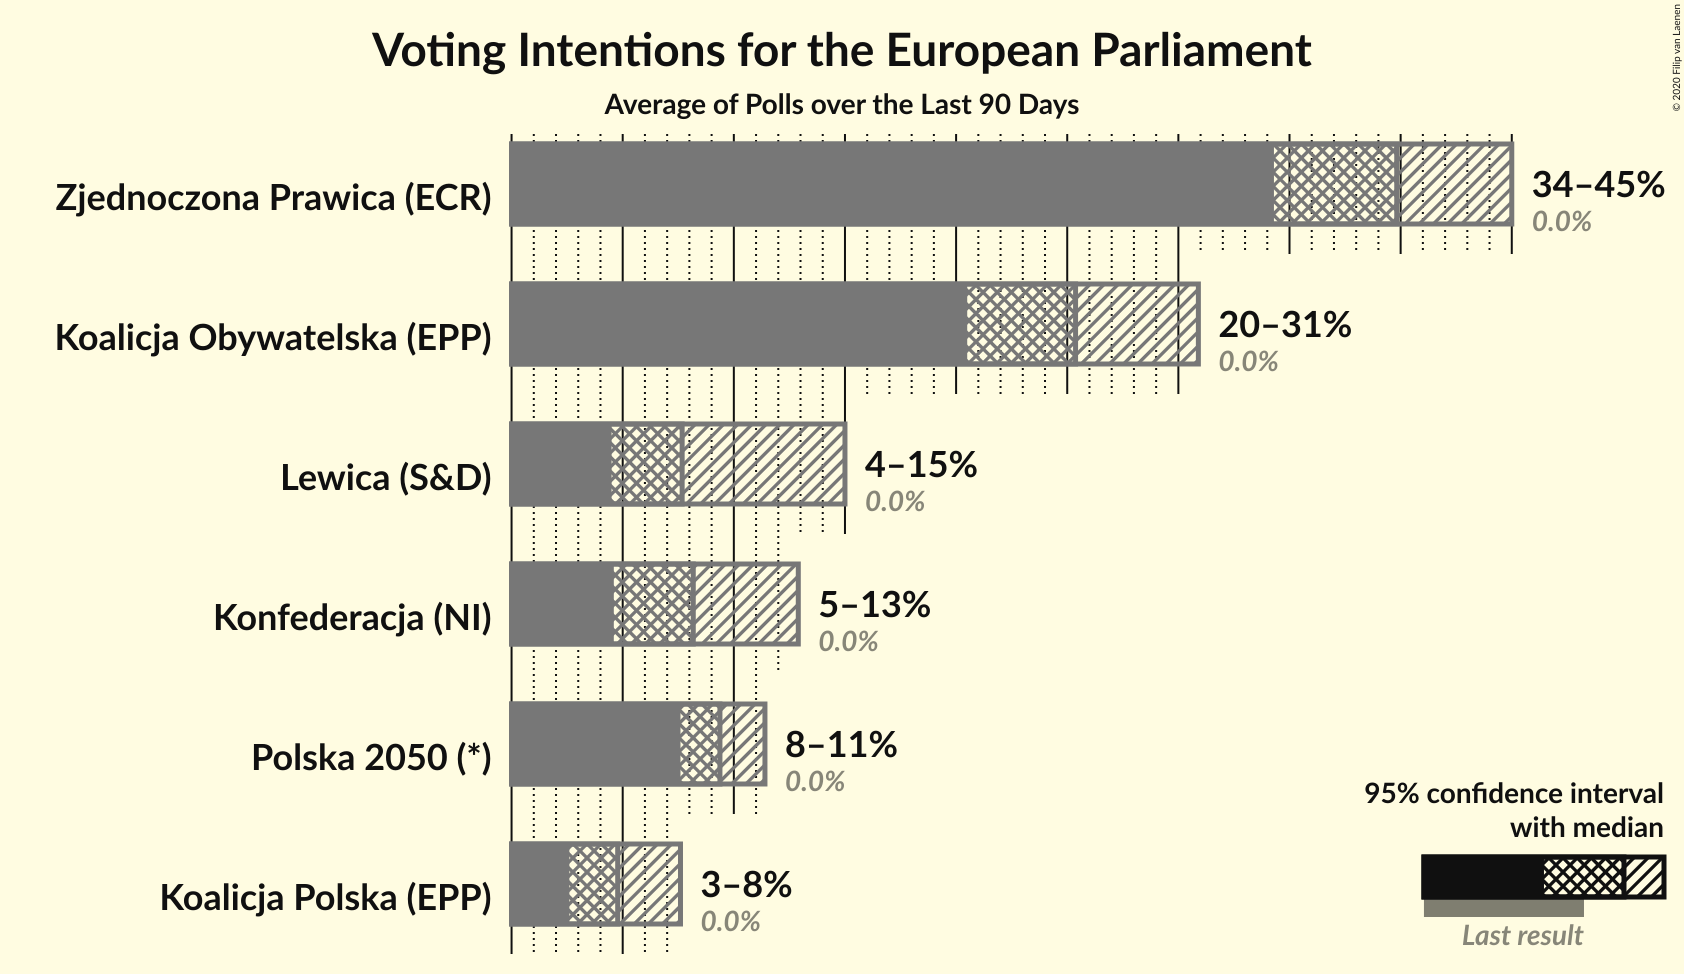 Voting Intentions for the European Parliament
Average of Polls over the Last 90 Days
© 2020 Filip van Laenen
Zjednoczona Prawica (ECR)
34–45%
0.0%
Koalicja Obywatelska (EPP)
20–31%
0.0%
Lewica (S&D)
4–15%
0.0%
Konfederacja (NI)
5–13%
0.0%
Polska 2050 (*)
8–11%
0.0%
Koalicja Polska (EPP)
3–8%
0.0%
95% confidence interval
with median
Last result